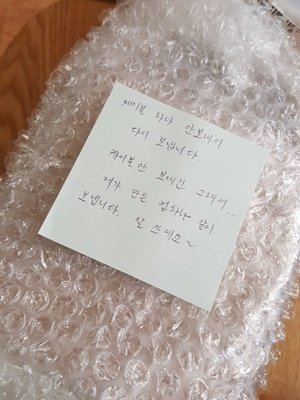 케이블 하나 안보내서
다시 보냅니다.
케이블만 보내긴 그래서...
제가 만든 컵하나 같이
보냅니다. 잘 쓰세요~